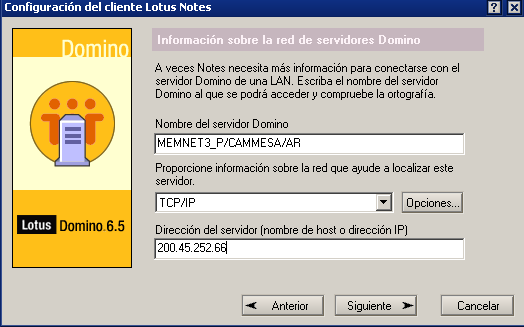 Configuración del cliente Lotus Notes
Domino
Información sobre la red de servidores Domino
A veces Notes necesita más información para conectarse con el
servidor Domino de una LAN. Escriba el nombre del servidor
Domino al que se podrá acceder y compruebe la ortografía.
Nombre del servidor Domino
MEMNET3_P/CAMMESA/AR
Proporcione información sobre la red que ayude a localizar este
servidor.
TCP/IP
Opciones...
Dirección del servidor (nombre de host o dirección IP)
200.45.252.66
Lotus Domino.6.5
Anterior
Siguiente
Cancelar